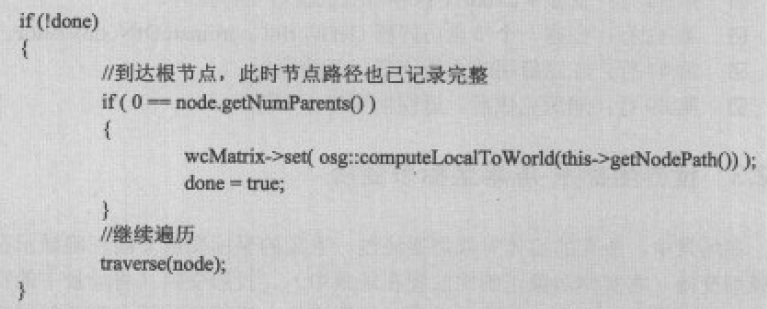 if (!done)
{
//到达根节点，此时节点路径也已记录完整
if ( 0 == node.getNumParents() )
{
wcMatrix->set( osg::computeLocalToWorld(this->getNodePath()) );
done = true;
}
//继续遍历
traverse(node);
}